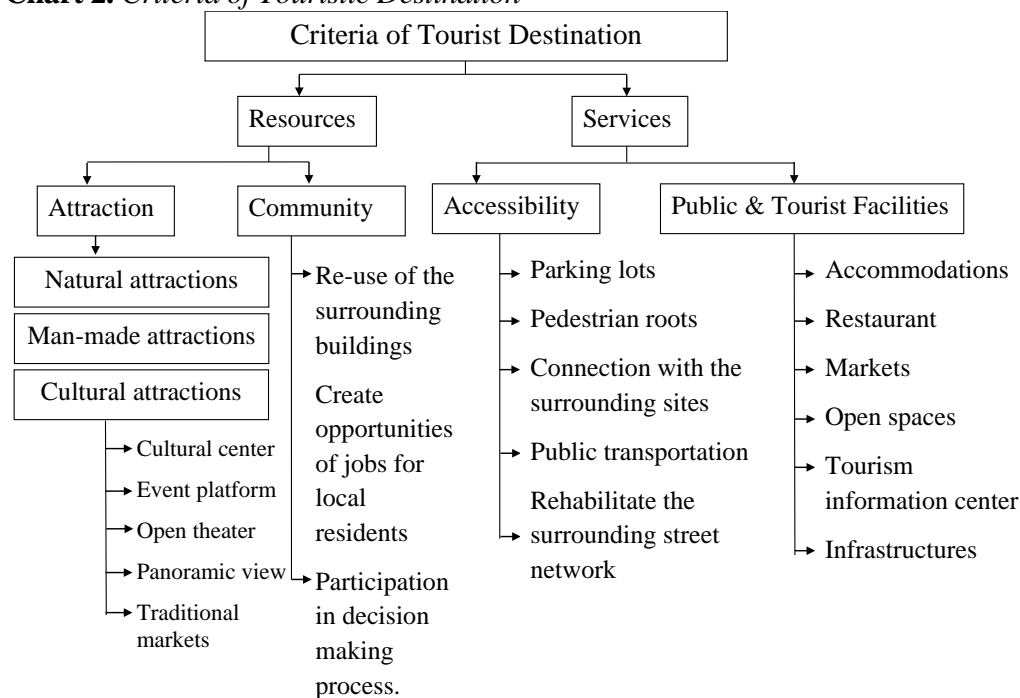 Chart 2. Criteria of Touristic Destination
Criteria of Tourist Destination
Resources
Services
Attraction
Community
Accessibility
Public & Tourist Facilities
Natural attractions
Man-made attractions
Cultural attractions
Cultural center
Event platform
Open theater
Panoramic view
Traditional
markets
Re-use of the
surrounding
buildings
Create
opportunities
of jobs for
local
residents
Participation
in decision
making
process.
Parking lots
Pedestrian roots
Connection with the
surrounding sites
Public transportation
Rehabilitate the
surrounding street
network
Accommodations
Restaurant
Markets
Open spaces
Tourism
information center
Infrastructures